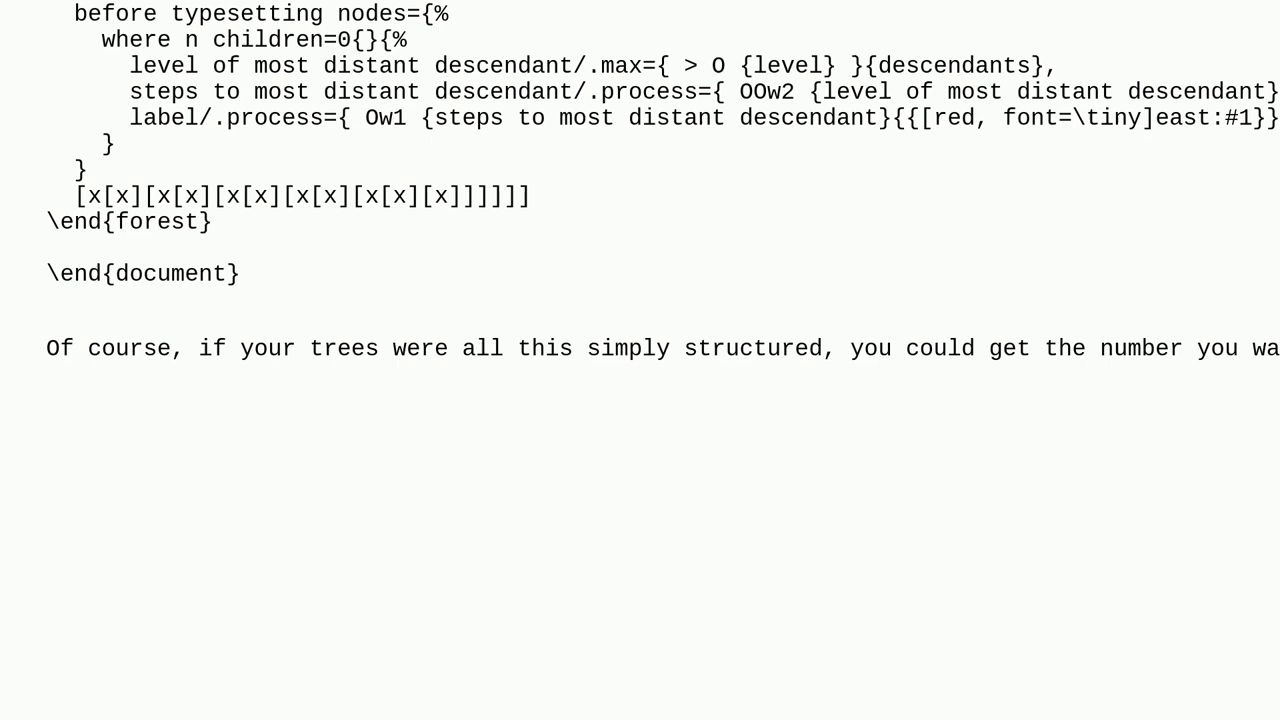 before typesetting nodes={%
where n children=0{}{%
level of most distant descendant/.max={ > O {level} }{descendants},
steps to most distant descendant/.process={ OOw2 {level of most distant descendant}
label/.process={ Ow1 {steps to most distant descendant}{{[red, font=\tiny]east:#1}}
}
}
[x[x][x[x][x[x][x[x][x[x][x]]]]]]
\end{forest}
\end{document}
Of course, if your trees were all this simply structured, you could get the number you wa